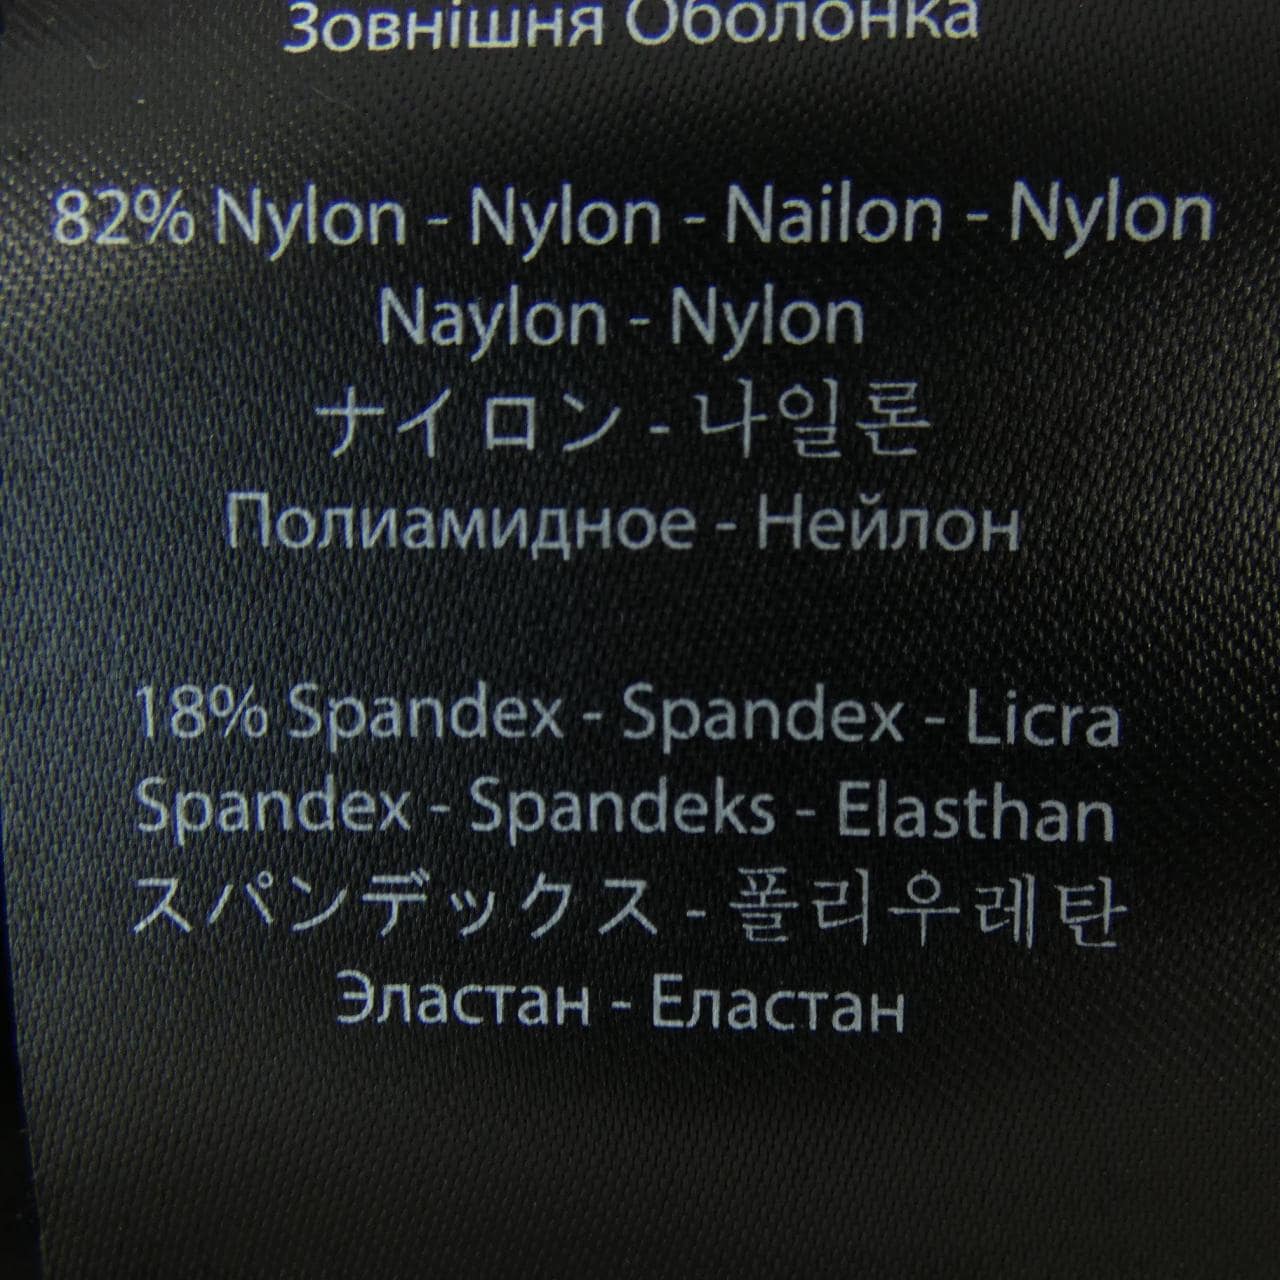 Зовнішня Оболонка
82% Nylon - Nylon - Nailon - Nylon
Naylon - Nylon
ナイロン - 나일론
Полиамидное - Нейлон
18% Spandex - Spandex - Licra
Spandex - Spandeks - Elasthan
スパンデックス - 폴리우레탄
Эластан - Еластан